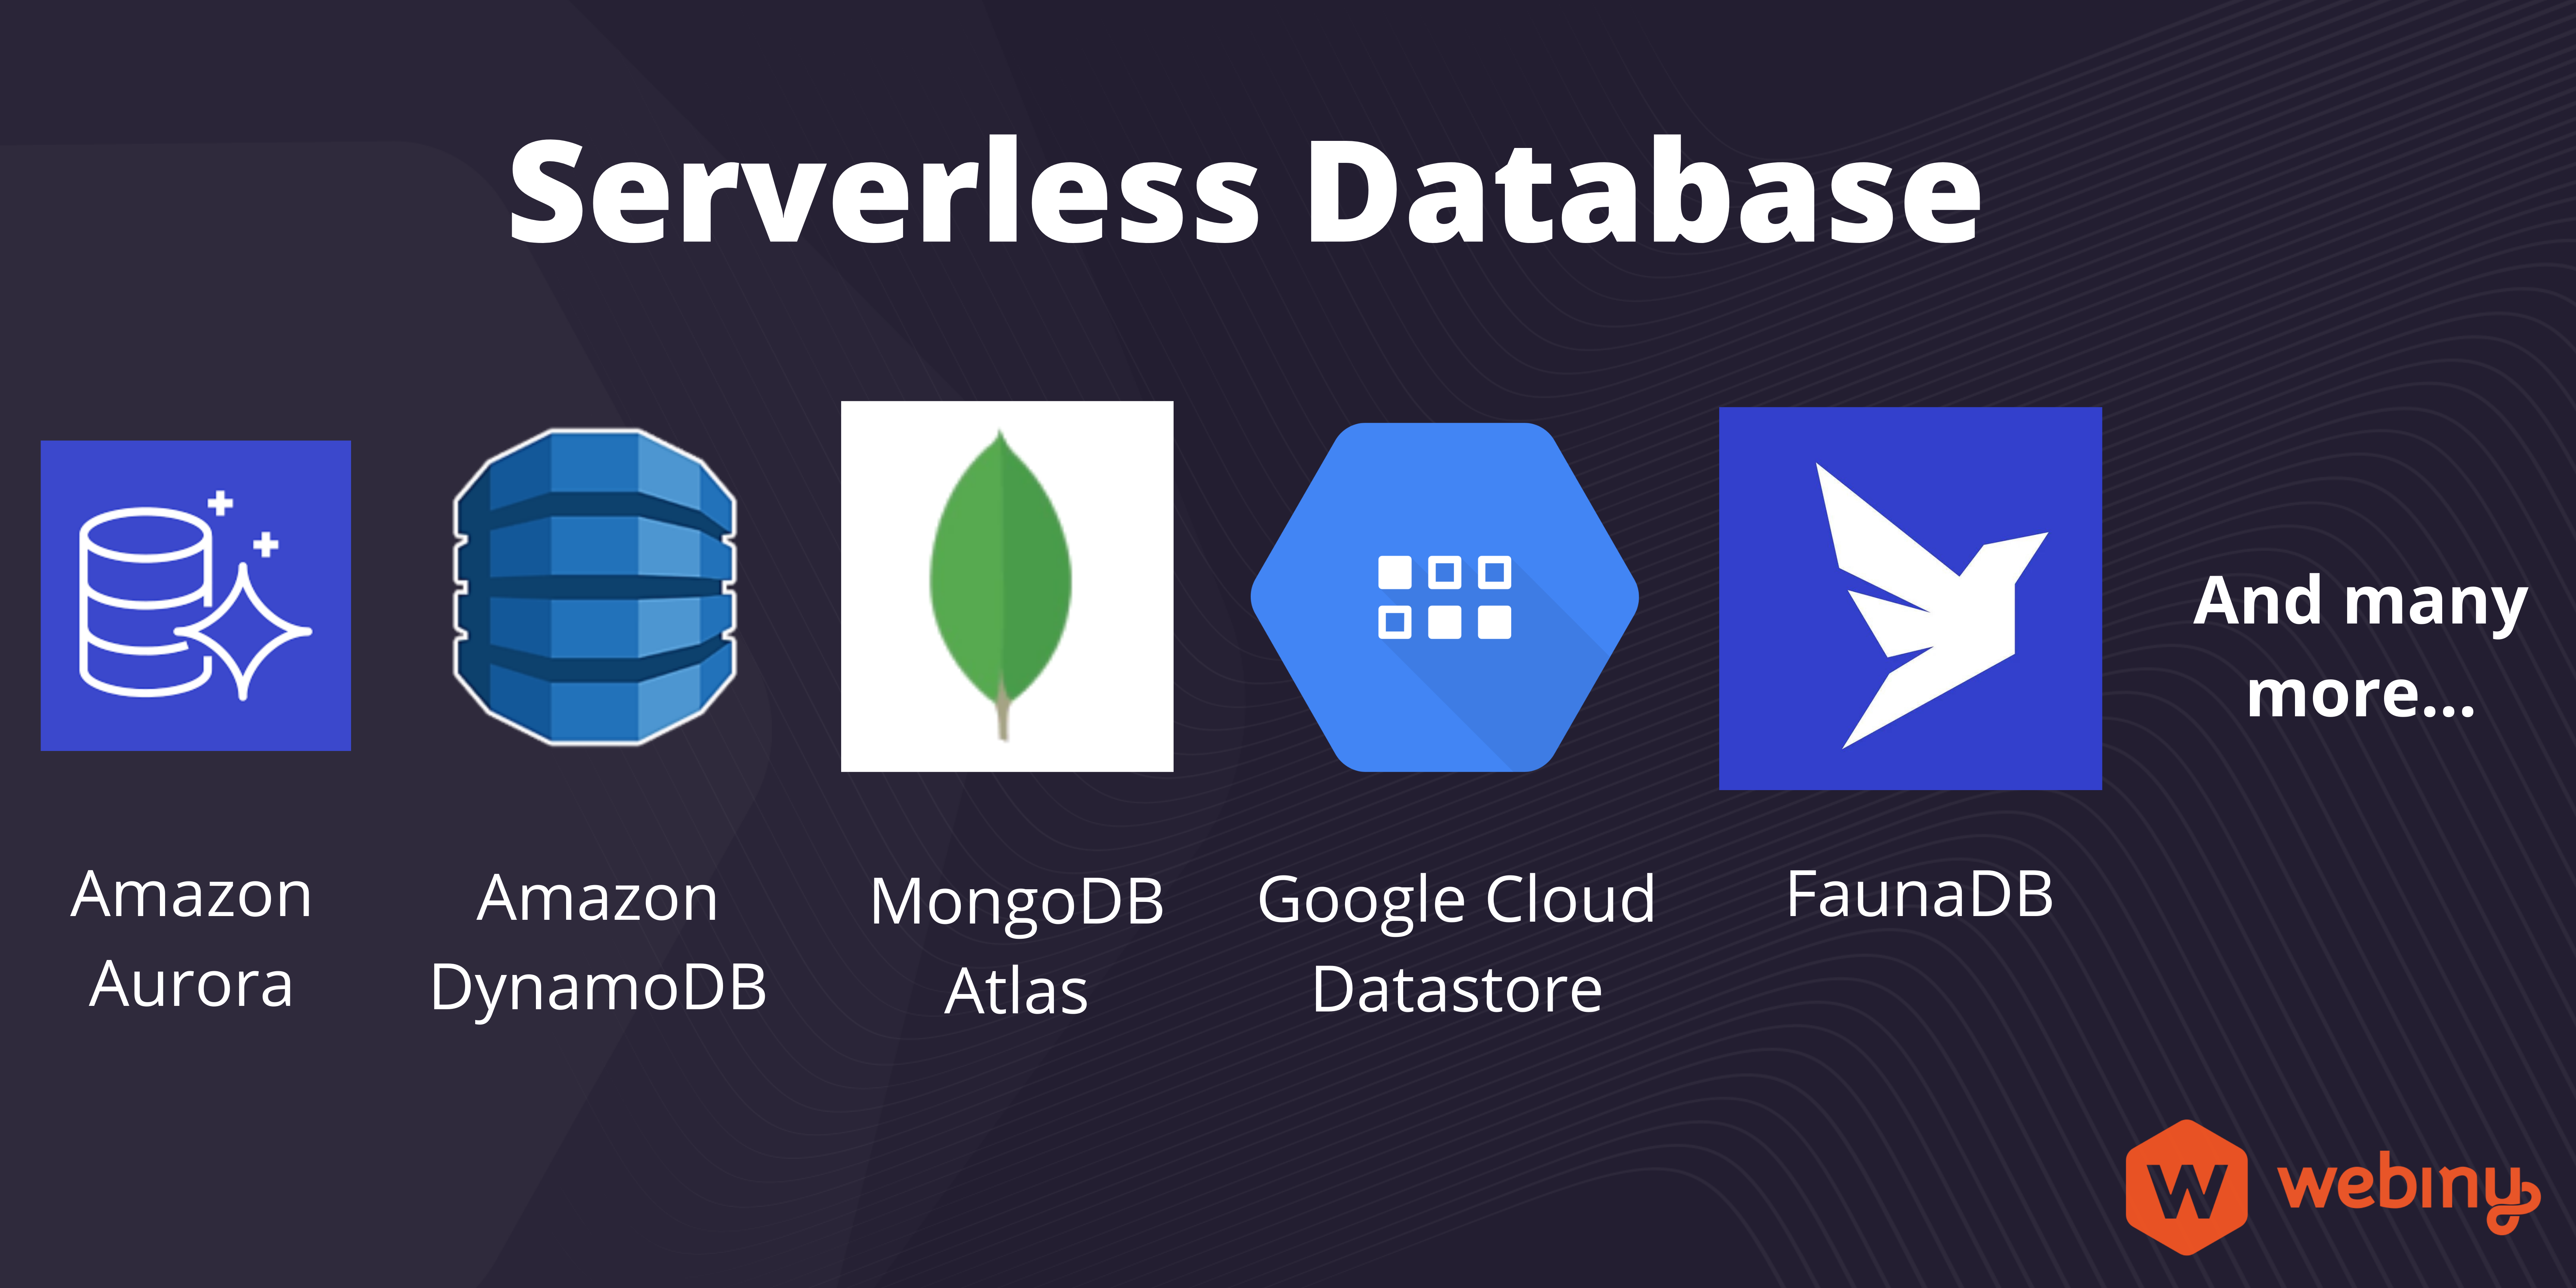 Serverless Database
And many
more...
Amazon
Aurora
Amazon
DynamoDB
MongoDB
Atlas
Google Cloud
Datastore
FaunaDB
W webiny